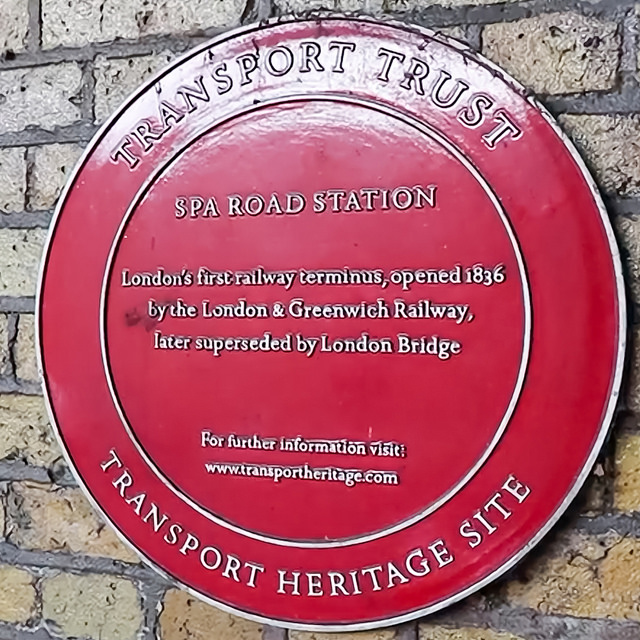 TRANSPORT TRUST
SPA ROAD STATION
London's first railway terminus, opened 1836
by the London & Greenwich Railway,
later superseded by London Bridge
For further information visit:
www.transportheritage.com
TRANSPORT HERITAGE SITE